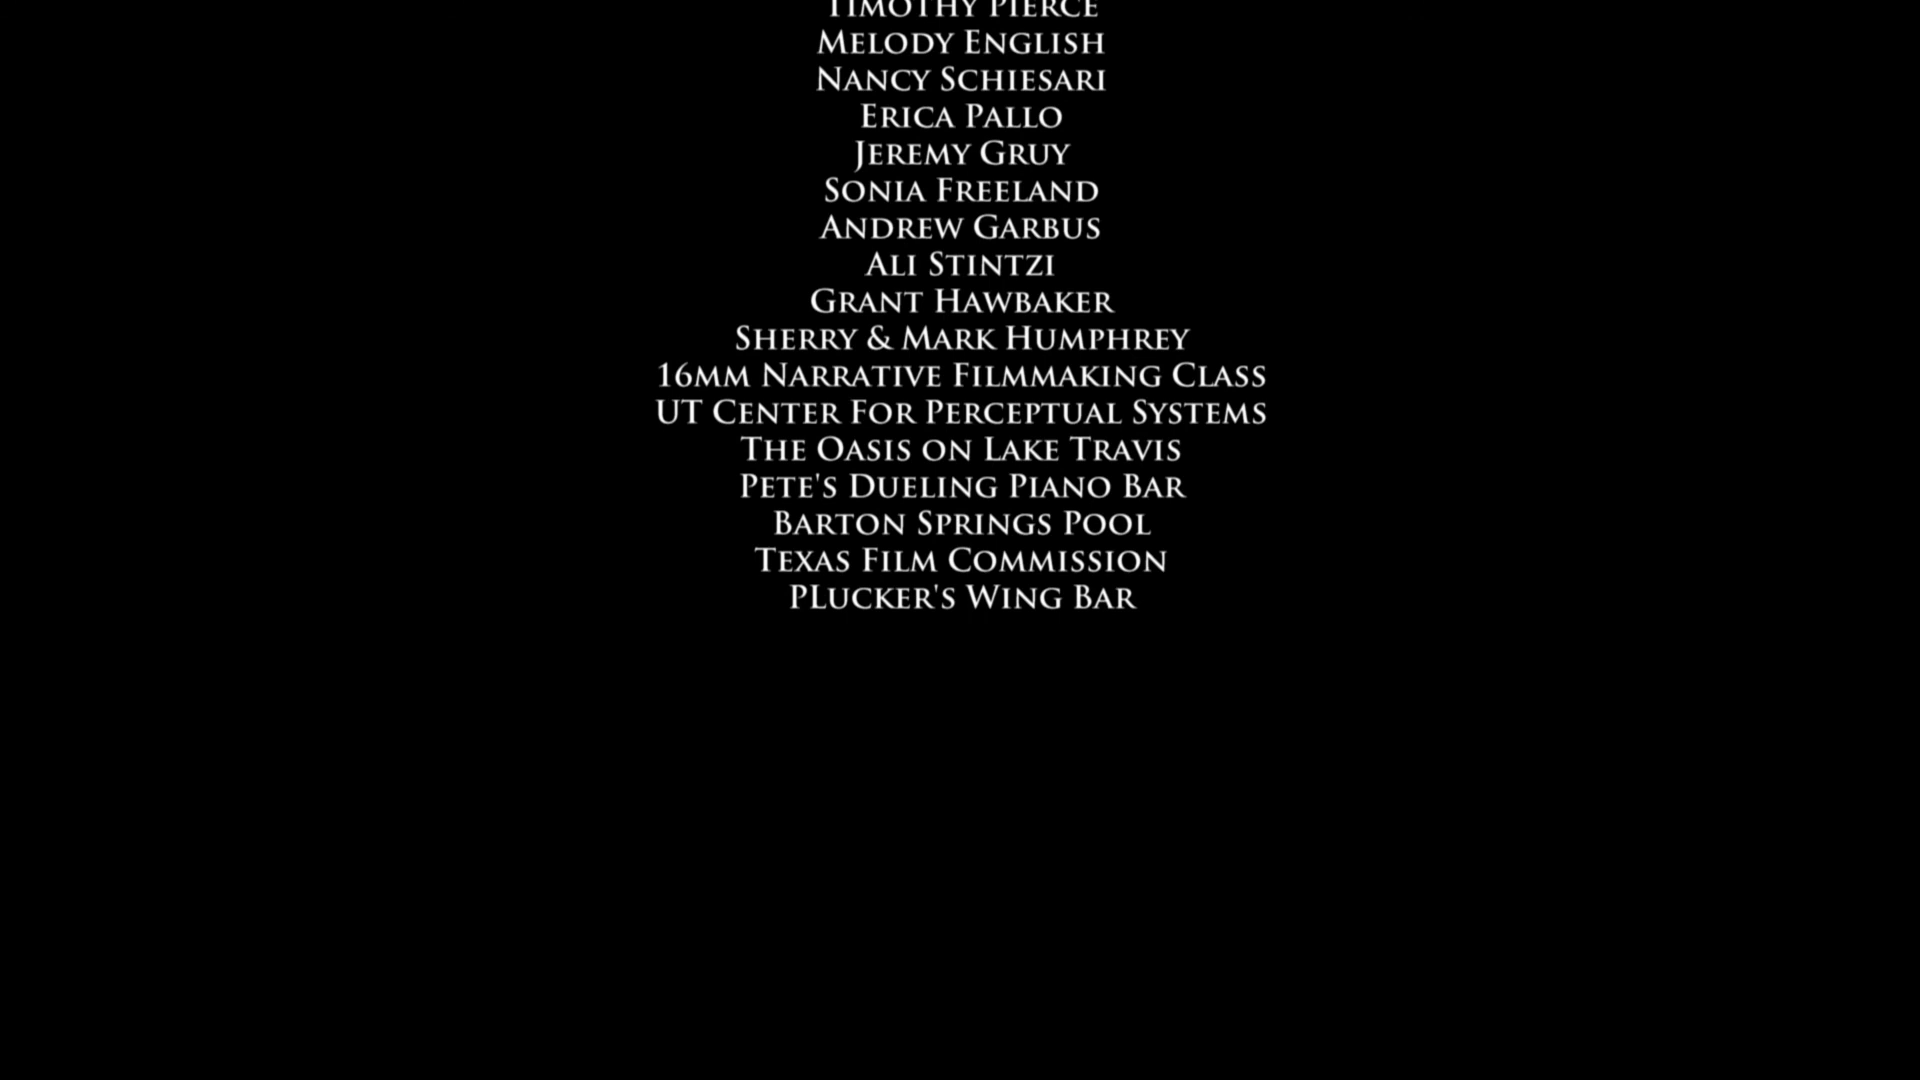 Timothy Pierce
Melody English
Nancy Schiesari
Erica Pallo
Jeremy Gruy
Sonia Freeland
Andrew Garbus
Ali Stintzi
Grant Hawbaker
Sherry & Mark Humphrey
16mm Narrative Filmmaking Class
UT Center For Perceptual Systems
The Oasis on Lake Travis
Pete's Dueling Piano Bar
Barton Springs Pool
Texas Film Commission
PLucker's Wing Bar